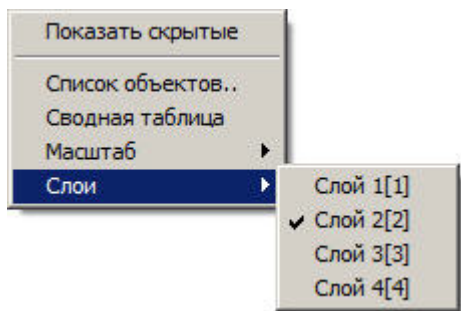 Показать скрытые
Список объектов..
Сводная таблица
Масштаб
Слои
Слой 1[1]
Слой 2[2]
Слой 3[3]
Слой 4[4]